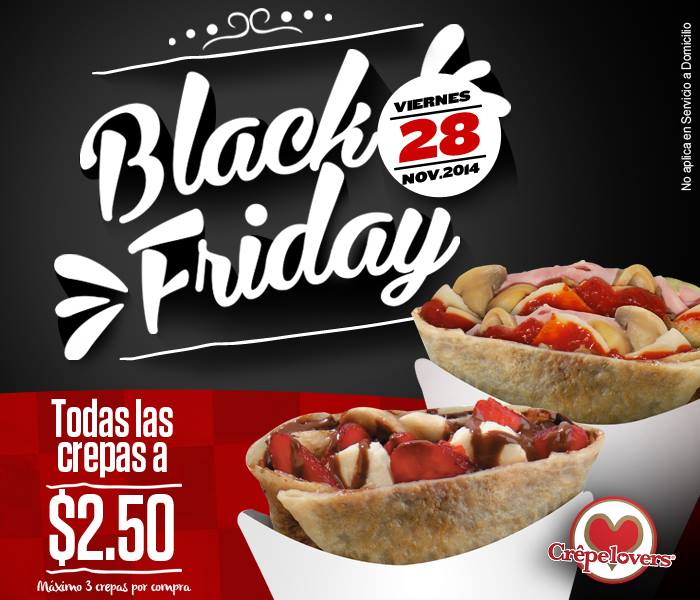 Black
Friday
VIERNES
28
NOV.2014
No aplica en Servicio a Domicilio
Todas las
crepas a
$2.50
Máximo 3 crepas por compra
Crêpelovers®